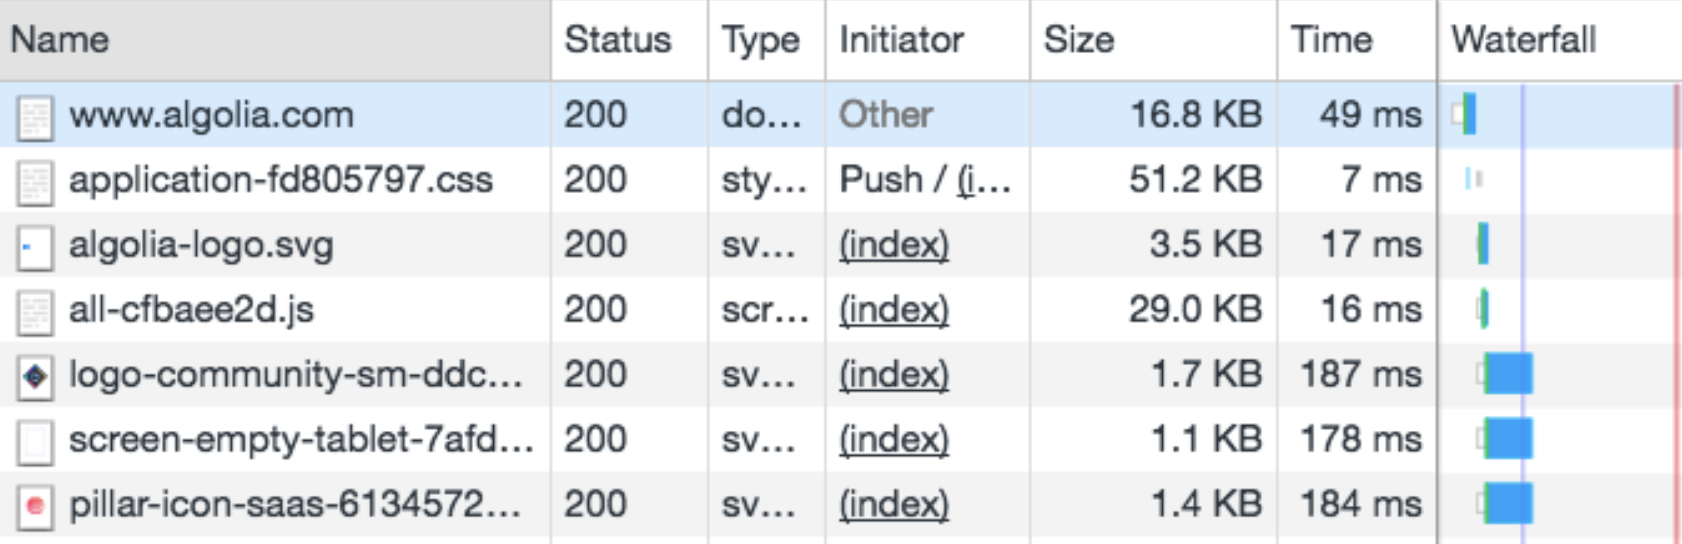 Name Status Type Initiator Size Time Waterfall
www.algolia.com 200 do... Other 16.8 KB 49 ms
application-fd805797.css 200 sty... Push / (i... 51.2 KB 7 ms
algolia-logo.svg 200 sv... (index) 3.5 KB 17 ms
all-cfbaee2d.js 200 scr... (index) 29.0 KB 16 ms
logo-community-sm-ddc... 200 sv... (index) 1.7 KB 187 ms
screen-empty-tablet-7afd... 200 sv... (index) 1.1 KB 178 ms
pillar-icon-saas-6134572... 200 sv... (index) 1.4 KB 184 ms